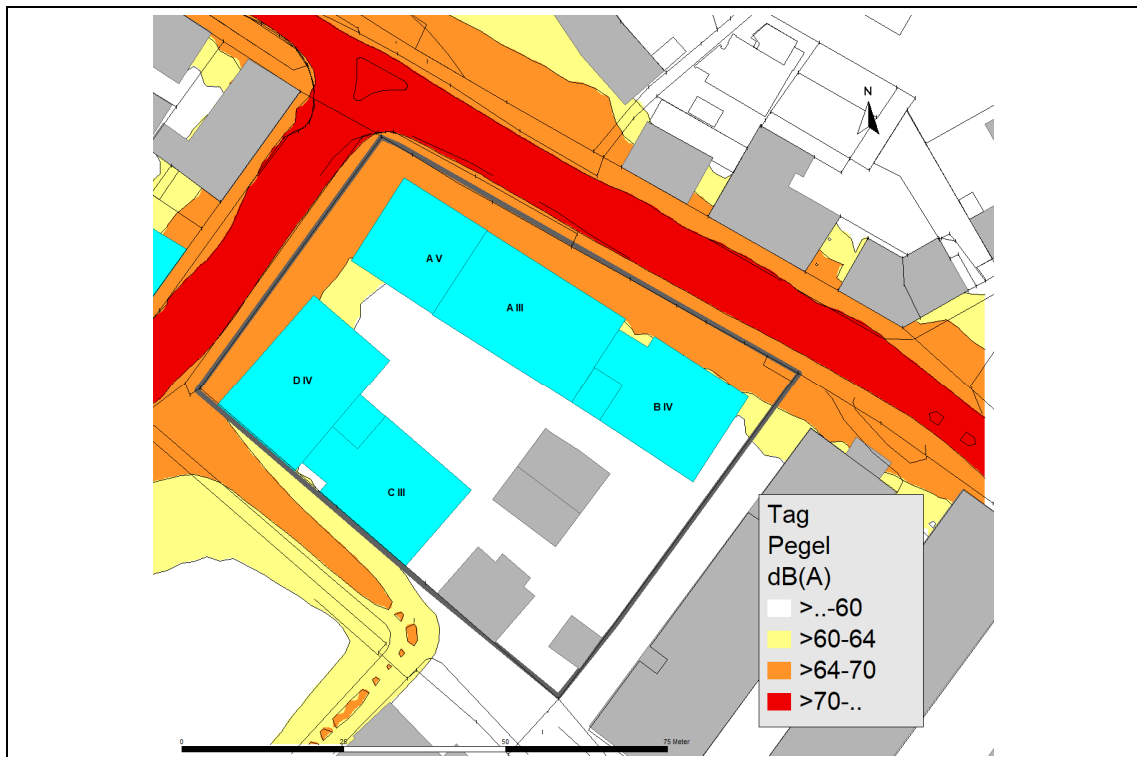 N
A V
A III
D IV
B IV
C III
Tag
Pegel
dB(A)
>..-60
>60-64
>64-70
>70-..
0 25 50 75 Meter